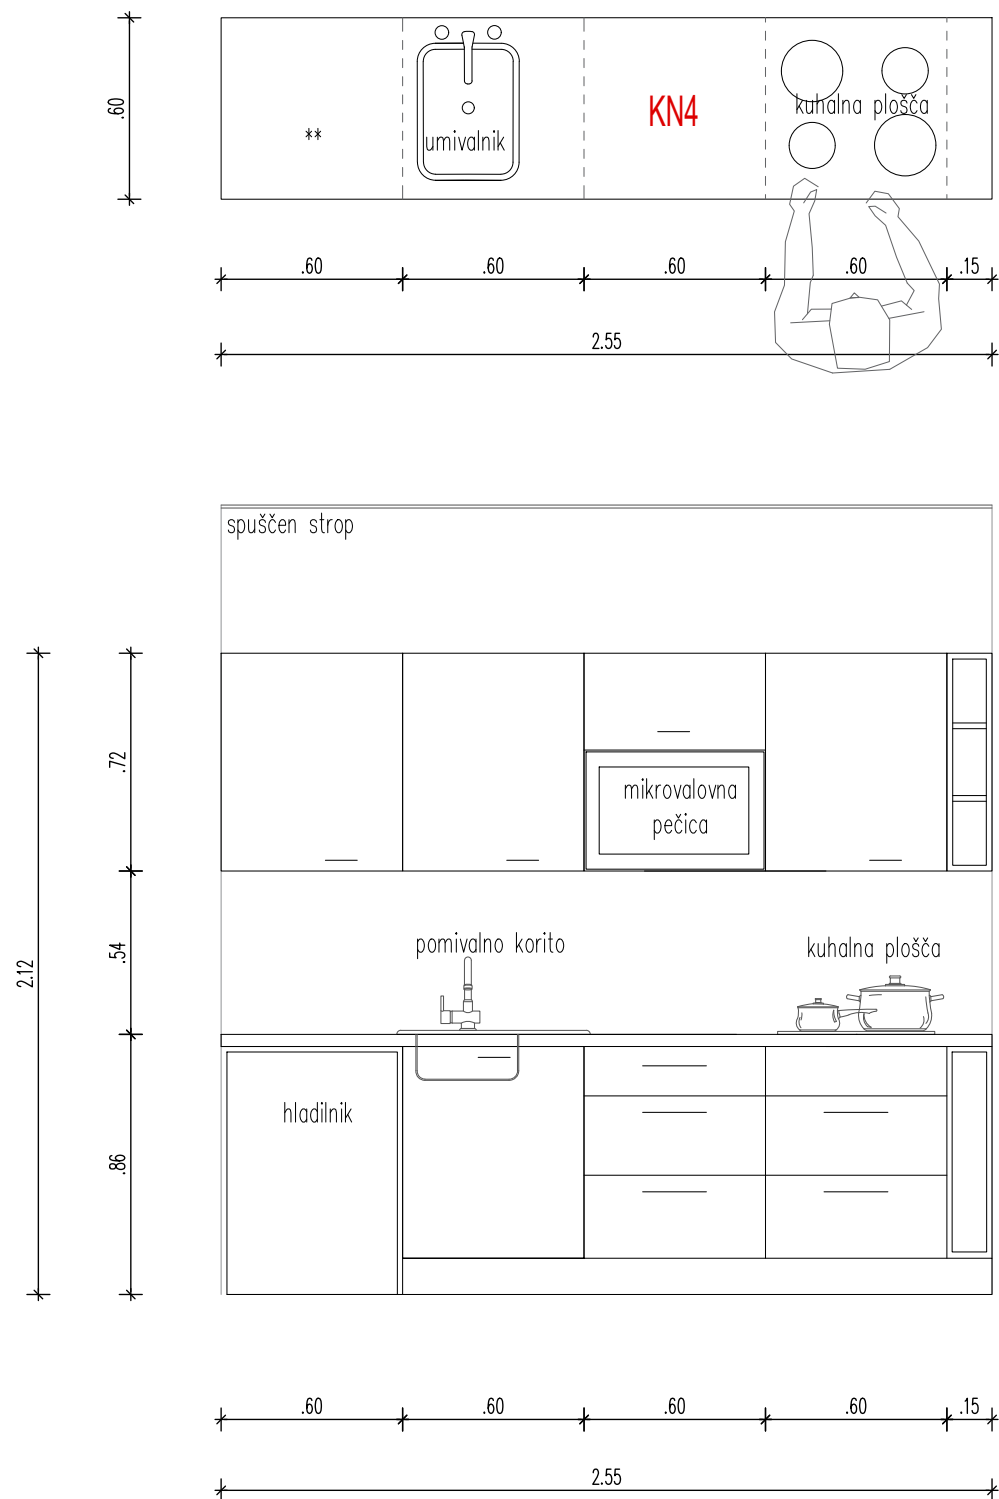 .60
**
umivalnik
KN4
kuhalna plošča
.60
.60
.60
.60
.15
2.55
spuščen strop
.72
mikrovalovna
pečica
.54
2.12
pomivalno korito
kuhalna plošča
hladilnik
.86
.60
.60
.60
.60
.15
2.55